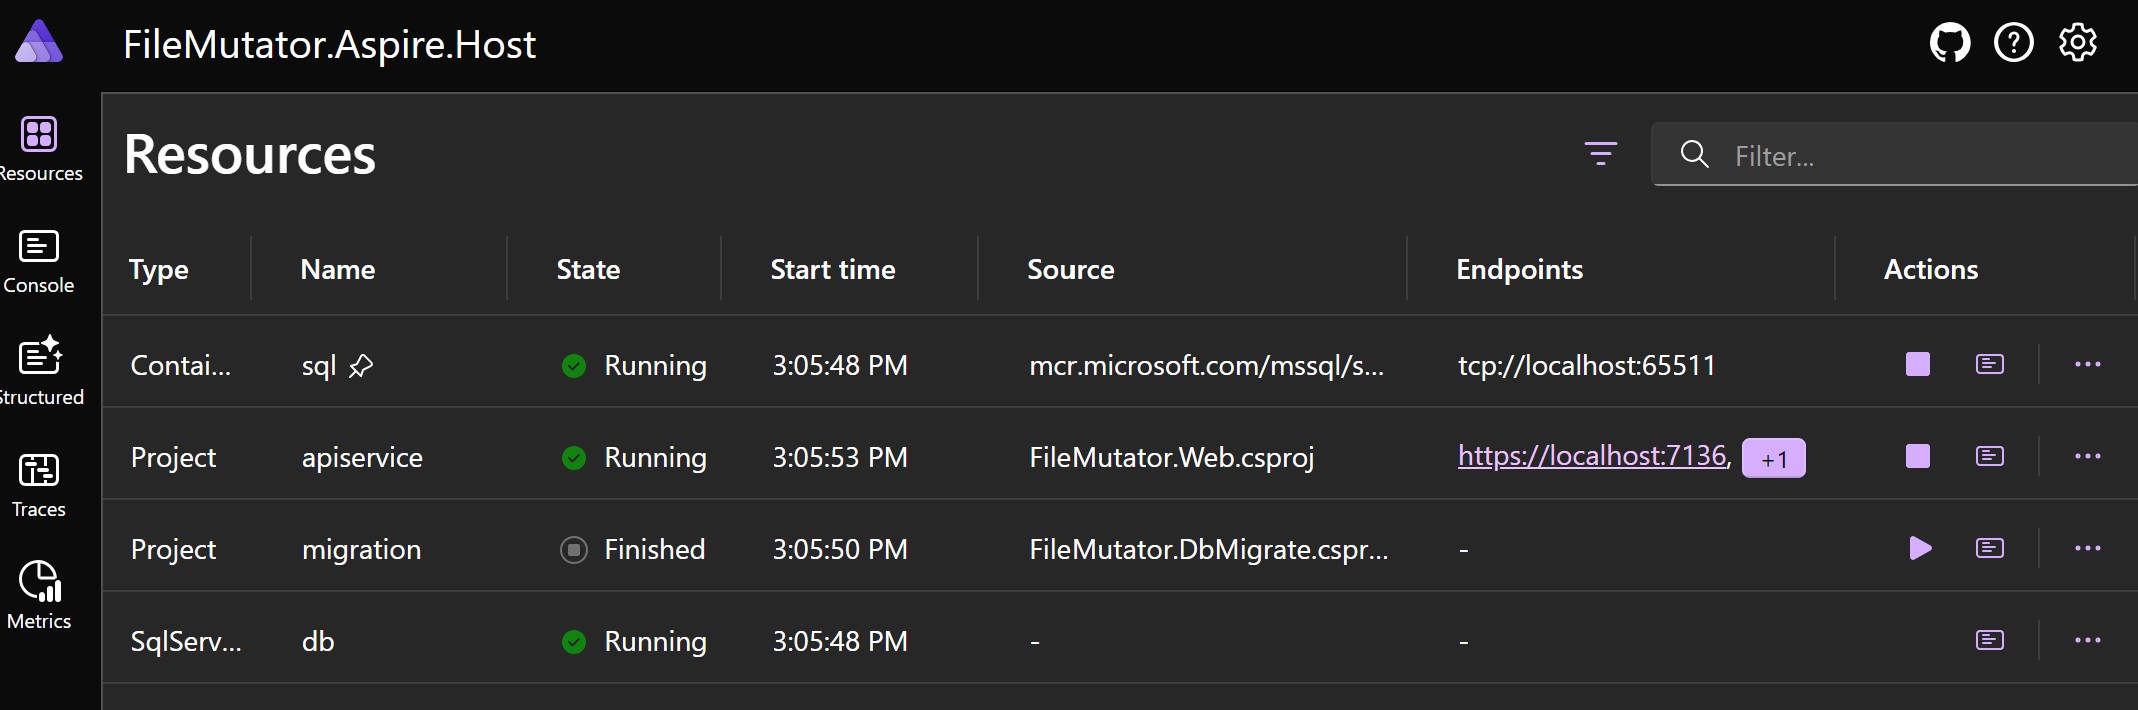 FileMutator.Aspire.Host
Resources
Filter...
Resources
Console
Structured
Traces
Metrics
Type Name State Start time Source Endpoints Actions
Contai... sql Running 3:05:48 PM mcr.microsoft.com/mssql/s... tcp://localhost:65511
Project apiservice Running 3:05:53 PM FileMutator.Web.csproj https://localhost:7136, +1
Project migration Finished 3:05:50 PM FileMutator.DbMigrate.cspr... -
SqlServ... db Running 3:05:48 PM - -